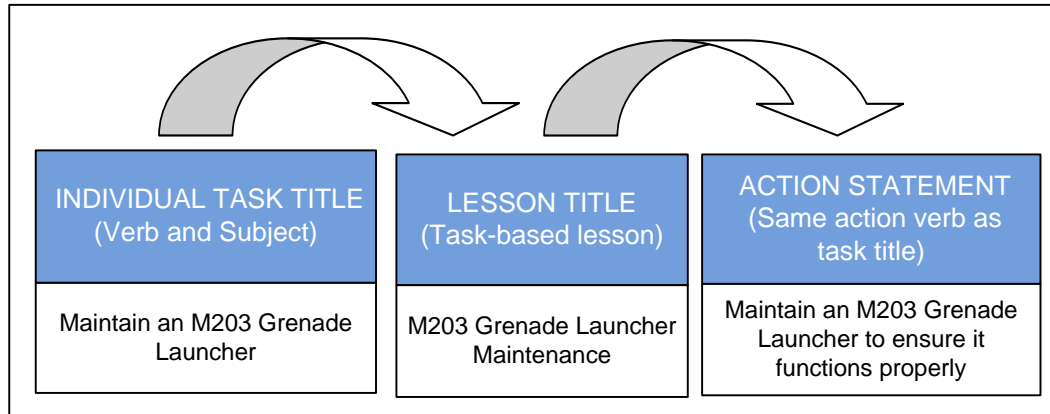 INDIVIDUAL TASK TITLE
(Verb and Subject)
Maintain an M203 Grenade
Launcher
LESSON TITLE
(Task-based lesson)
M203 Grenade Launcher
Maintenance
ACTION STATEMENT
(Same action verb as
task title)
Maintain an M203 Grenade
Launcher to ensure it
functions properly